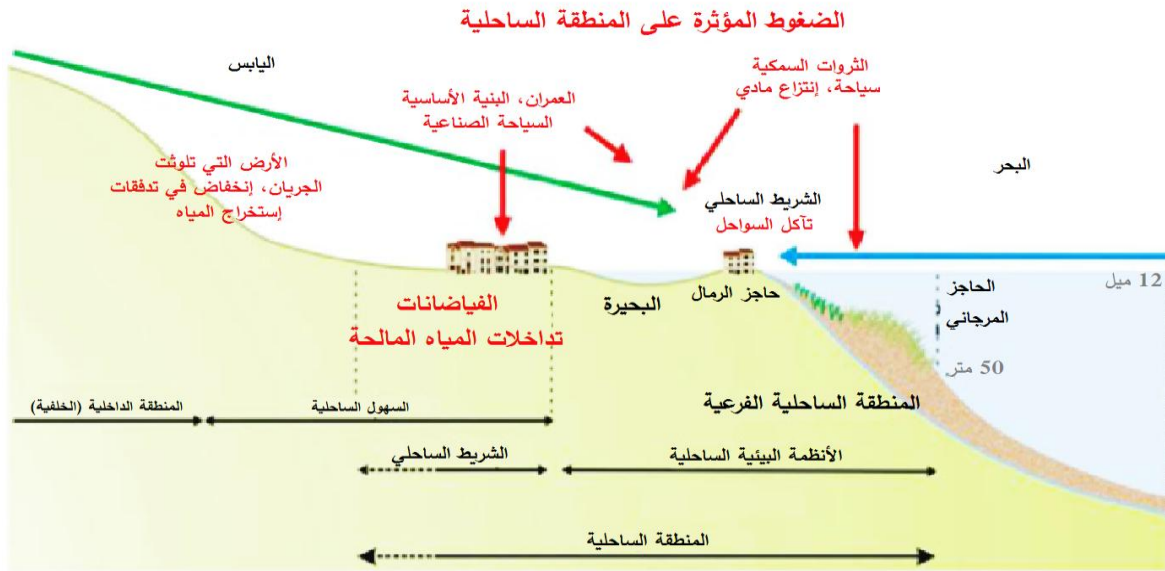 الضغوط المؤثرة على المنطقة الساحلية
اليابس
الثروات السمكية
سياحة، إنتزاع مادي
العمران، البنية الأساسية
السياحة الصناعية
البحر
الأرض التي تلوثت
الجريان، إنخفاض في تدفقات
إستخراج المياه
الشريط الساحلي
تآكل السواحل
12 ميل
الحاجز
المرجاني
حاجز الرمال
البحيرة
الفياضانات
تداخلات المياه المالحة
50 متر
المنطقة الساحلية الفرعية
السهول الساحلية
المنطقة الداخلية (الخلفية)
الأنظمة البيئية الساحلية
الشريط الساحلي
المنطقة الساحلية